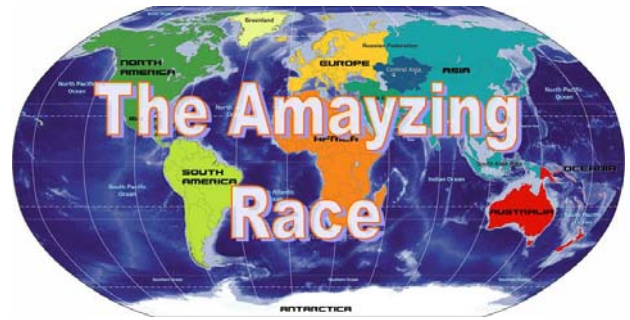 Greenland
Russian Federation
NORTH
AMERICA
EUROPE
ASIA
Central Asia
North Pacific
Ocean
North Pacific
Ocean
The Amayzing
AFRICA
SOUTH
AMERICA
OCEANIA
Indian Ocean
South Pacific
Ocean
Race
AUSTRALIA
South Pacific
Ocean
Southern Ocean
Southern Ocean
ANTARCTICA